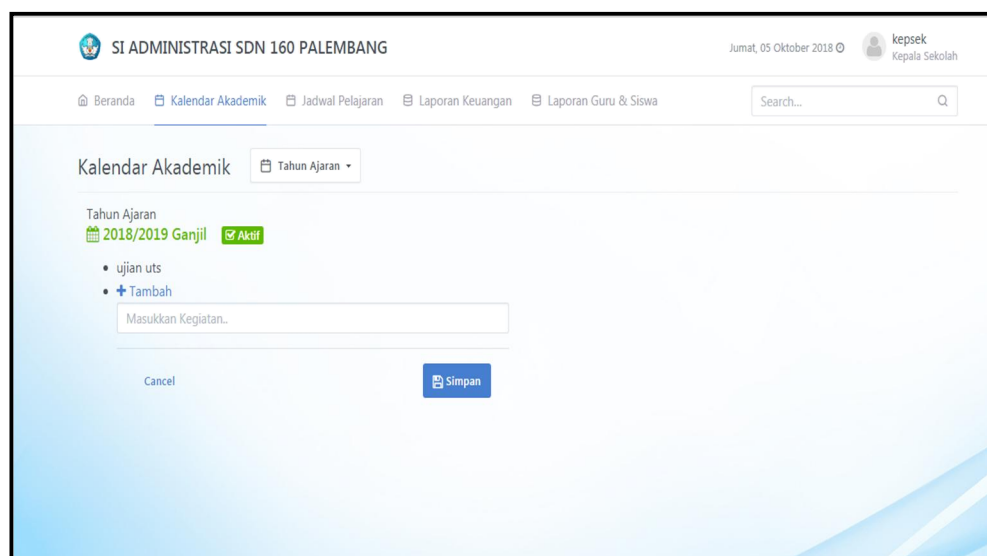 SI ADMINISTRASI SDN 160 PALEMBANG
Jumat, 05 Oktober 2018
kepsek
Kepala Sekolah
Beranda Kalendar Akademik Jadwal Pelajaran Laporan Keuangan Laporan Guru & Siswa Search...
Kalendar Akademik Tahun Ajaran
Tahun Ajaran
2018/2019 Ganjil Aktif
ujian uts
Tambah
Masukkan Kegiatan..
Cancel Simpan